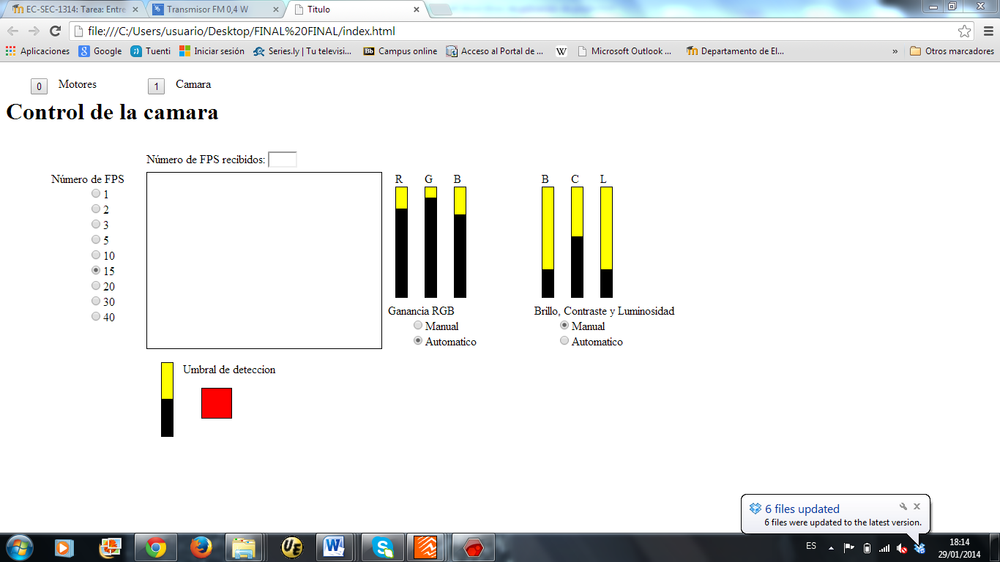 EC-SEC-1314: Tarea: Entre
Transmisor FM 0,4 W
Titulo
file:///C:/Users/usuario/Desktop/FINAL%20FINAL/index.html
Aplicaciones
Google
Tuenti
Iniciar sesión
Series.ly | Tu televisi...
Bb
Campus online
Acceso al Portal de ...
W
Microsoft Outlook ...
Departamento de El...
»
Otros marcadores
0 Motores
1 Camara
Control de la camara
Número de FPS recibidos:
Número de FPS
1
2
3
5
10
15
20
30
40
R G B
Ganancia RGB
Manual
Automatico
B C L
Brillo, Contraste y Luminosidad
Manual
Automatico
Umbral de deteccion
6 files updated
6 files were updated to the latest version.
UE
W
S
ES
18:14
29/01/2014